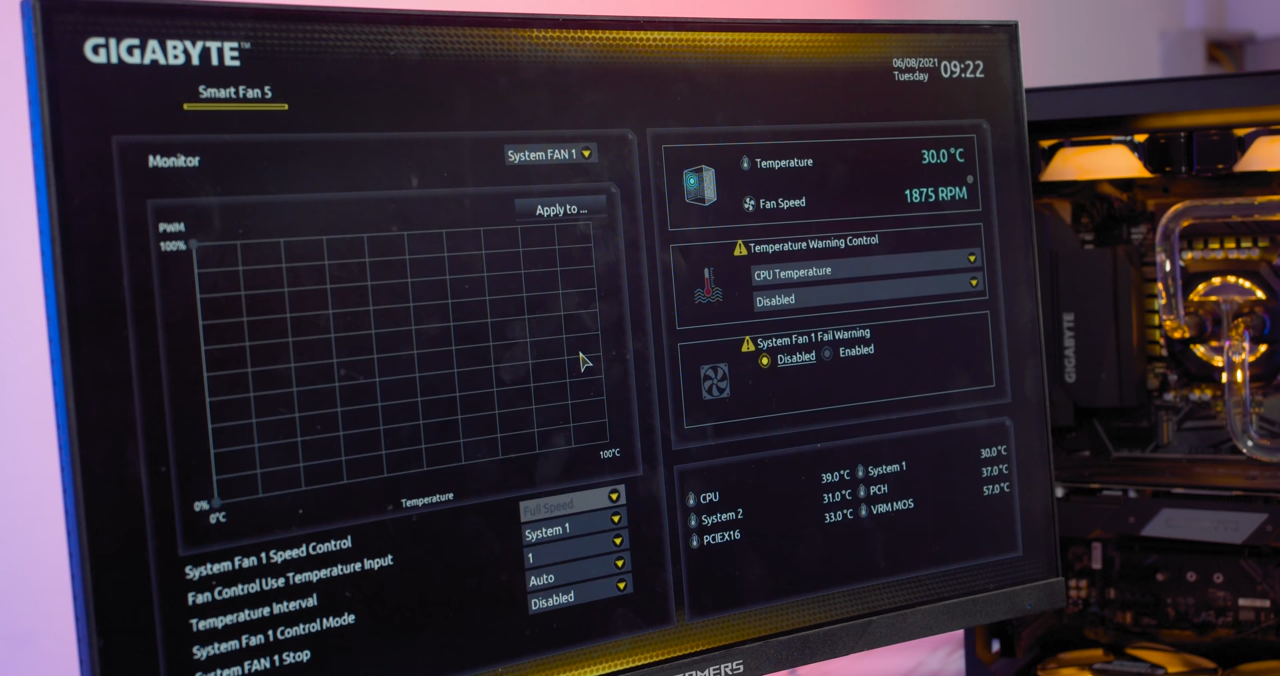 GIGABYTE™
Smart Fan 5
06/08/2021
Tuesday
09:22
Monitor
System FAN 1
Apply to ...
PWM
100%
0%
0°C
Temperature
100°C
System Fan 1 Speed Control
Full Speed
Fan Control Use Temperature Input
System 1
Temperature Interval
1
System Fan 1 Control Mode
Auto
System FAN 1 Stop
Disabled
Temperature
30.0°C
Fan Speed
1875 RPM
Temperature Warning Control
CPU Temperature
Disabled
System Fan 1 Fail Warning
Disabled Enabled
CPU 39.0°C System 1 30.0°C
System 2 31.0°C PCH 37.0°C
PCIEX16 33.0°C VRM MOS 57.0°C
GIGABYTE